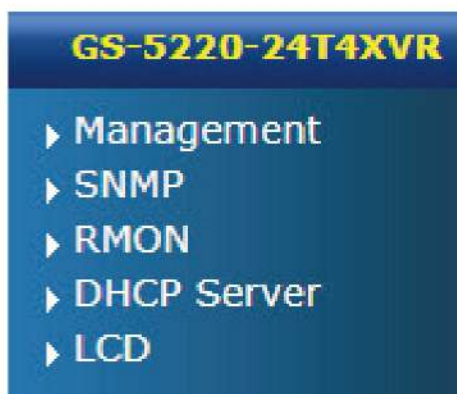 GS-5220-24T4XVR
Management
SNMP
RMON
DHCP Server
LCD